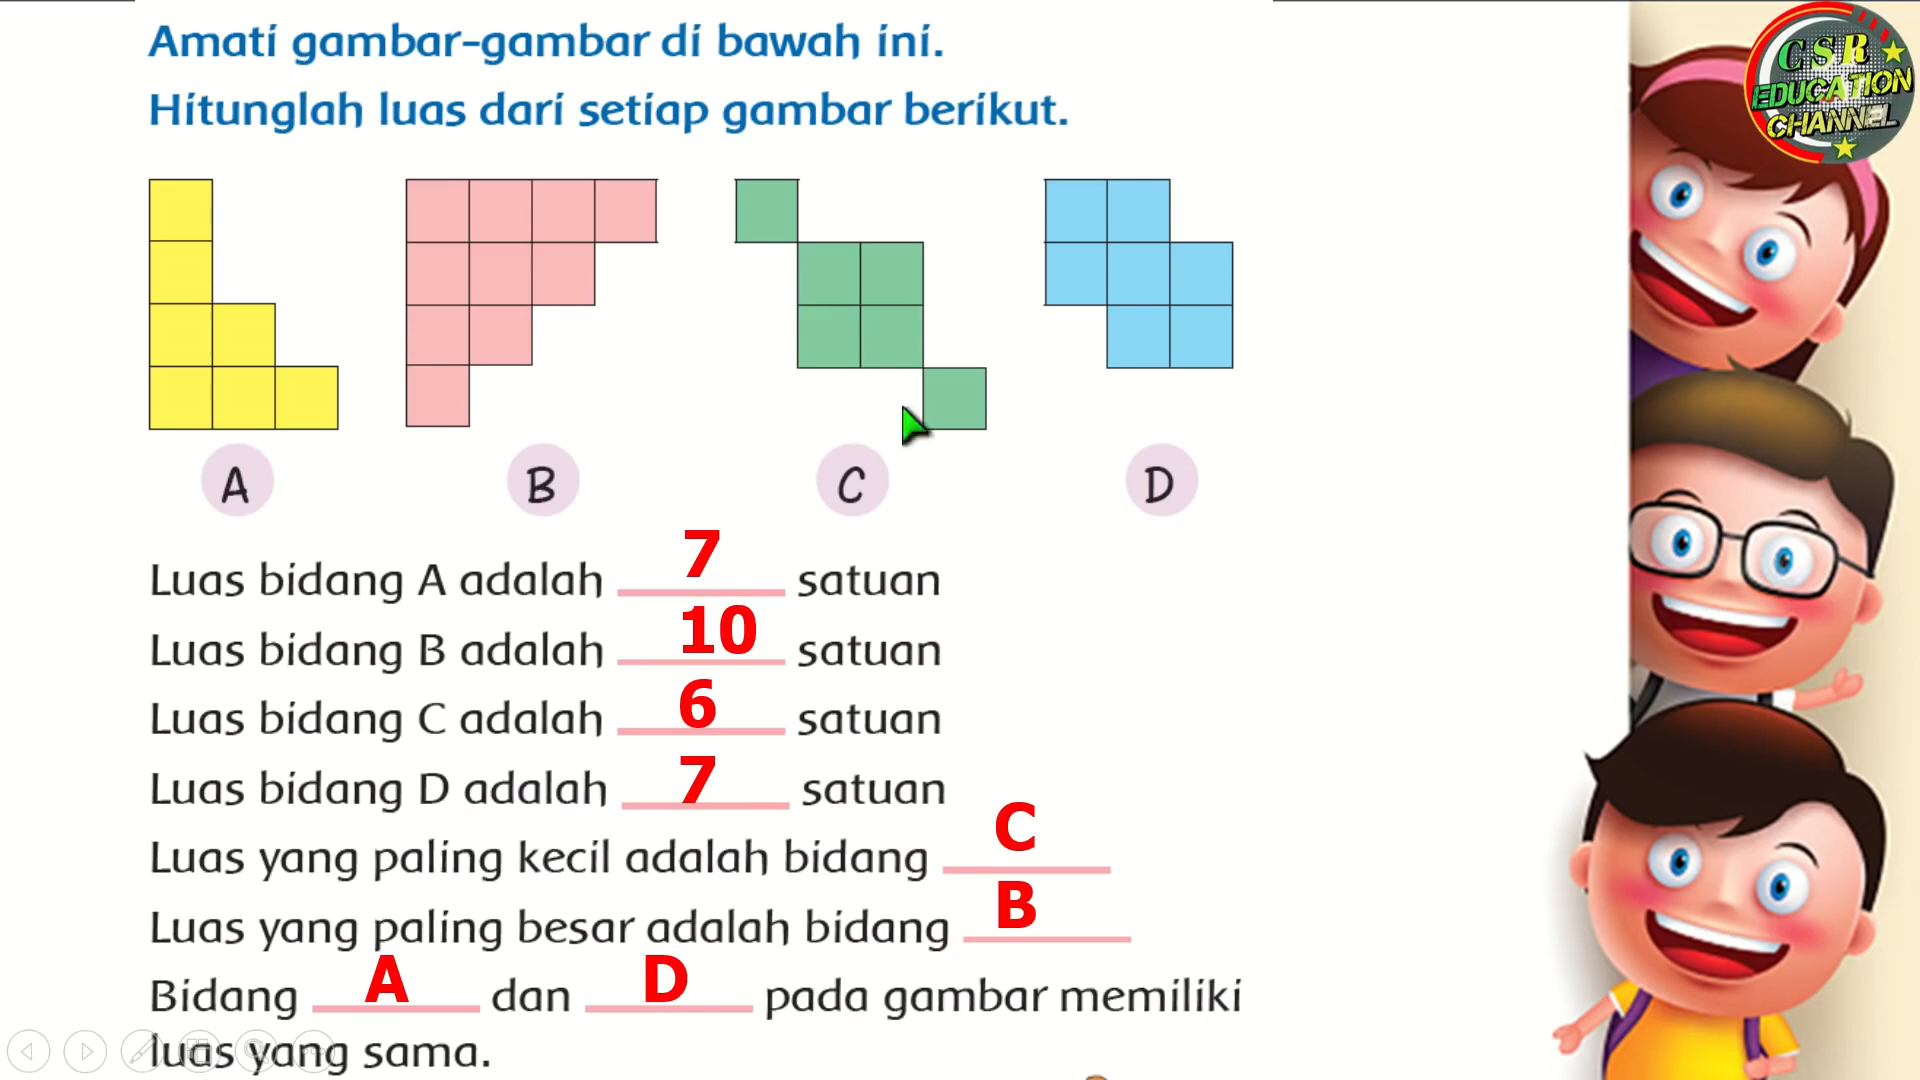 Amati gambar-gambar di bawah ini.
Hitunglah luas dari setiap gambar berikut.
CSR
EDUCATION
CHANNEL
A B C D
Luas bidang A adalah 7 satuan
Luas bidang B adalah 10 satuan
Luas bidang C adalah 6 satuan
Luas bidang D adalah 7 satuan
Luas yang paling kecil adalah bidang C
Luas yang paling besar adalah bidang B
Bidang A dan D pada gambar memiliki
luas yang sama.